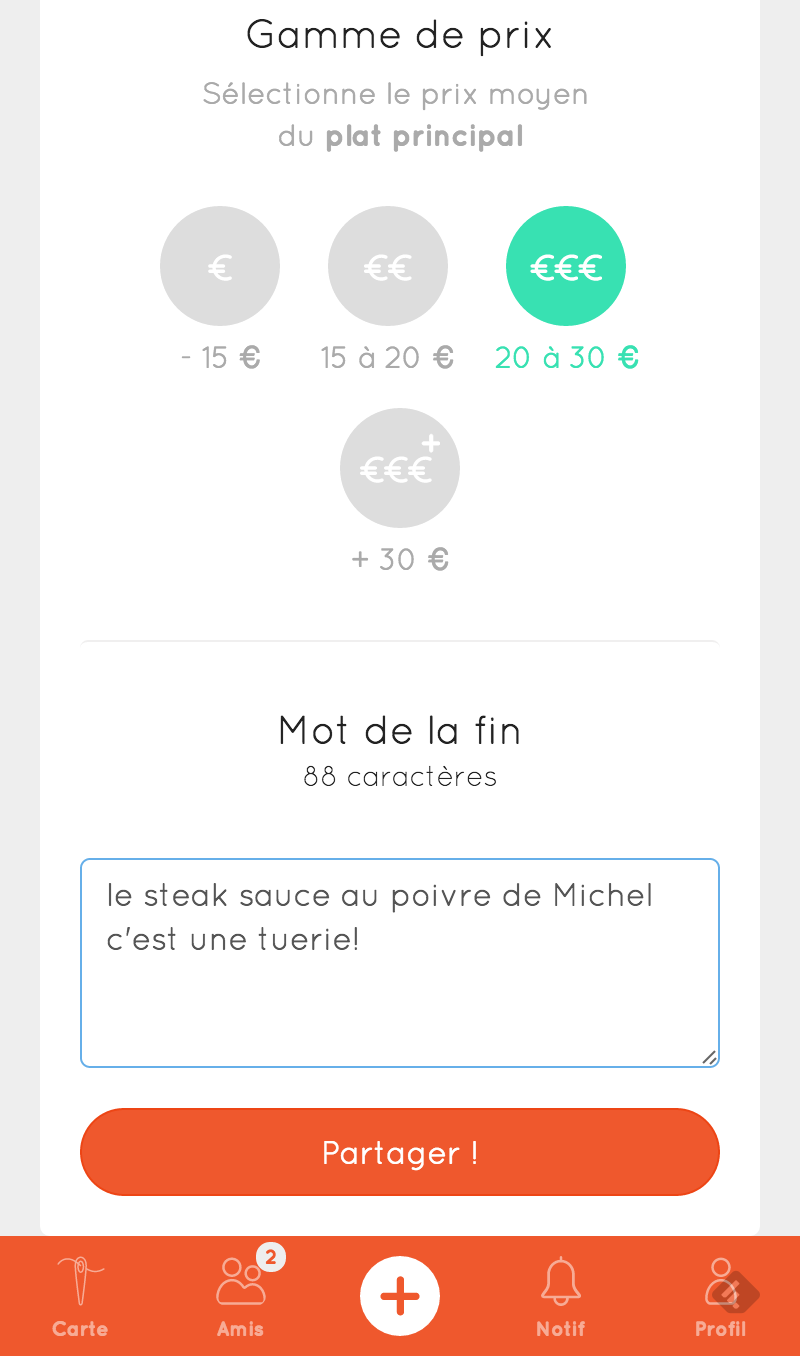 Gamme de prix
Sélectionne le prix moyen
du plat principal
€ €€ €€€
- 15 € 15 à 20 € 20 à 30 €
€€€+
+ 30 €
Mot de la fin
88 caractères
le steak sauce au poivre de Michel
c'est une tuerie!
Partager !
2
Carte Amis Notif Profil